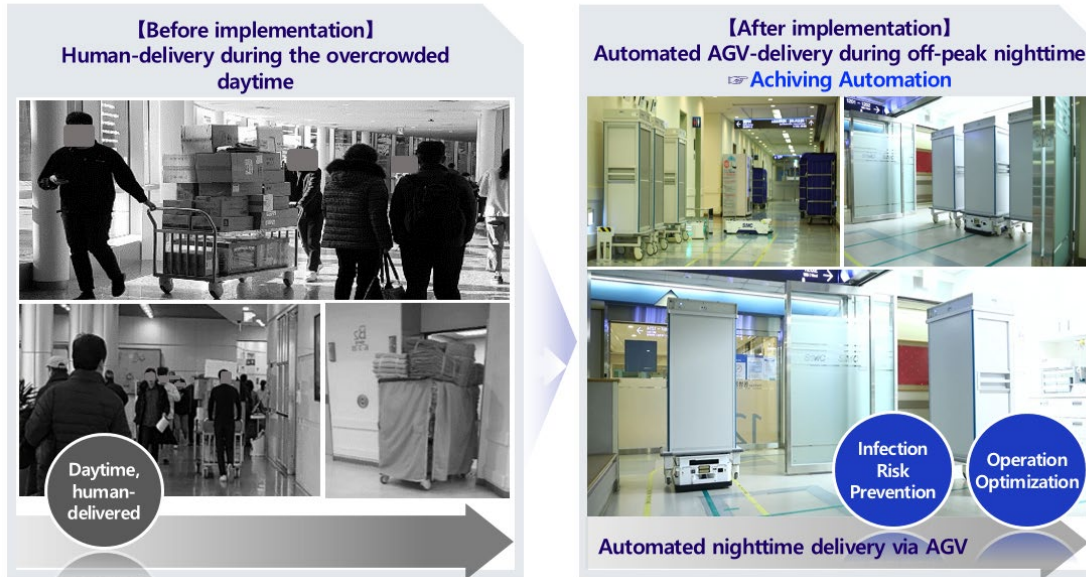 【Before implementation】
Human-delivery during the overcrowded
daytime
Daytime,
human-
delivered
【After implementation】
Automated AGV-delivery during off-peak nighttime
☞Achiving Automation
Infection
Risk
Prevention
Operation
Optimization
Automated nighttime delivery via AGV